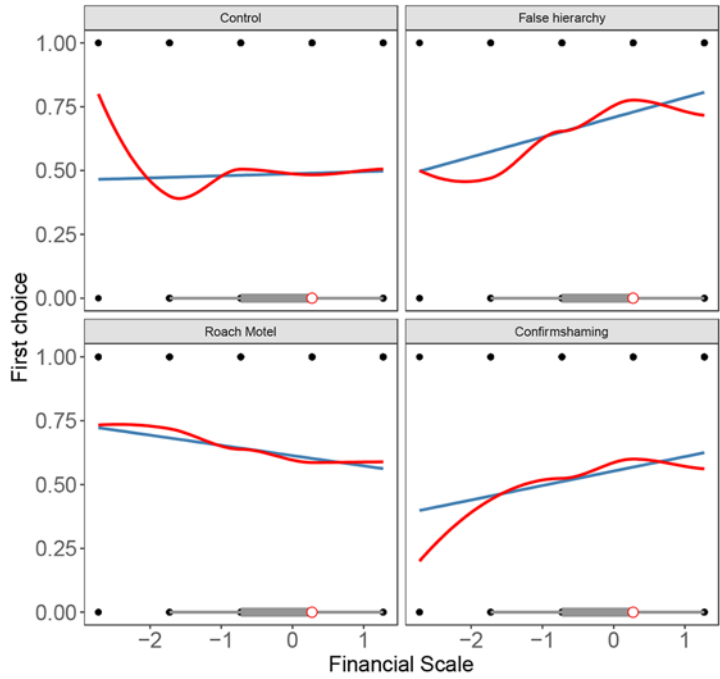 Control
False hierarchy
1.00
0.75
0.50
0.25
0.00
Roach Motel
Confirmshaming
1.00
0.75
0.50
0.25
0.00
First choice
−2 −1 0 1
−2 −1 0 1
Financial Scale